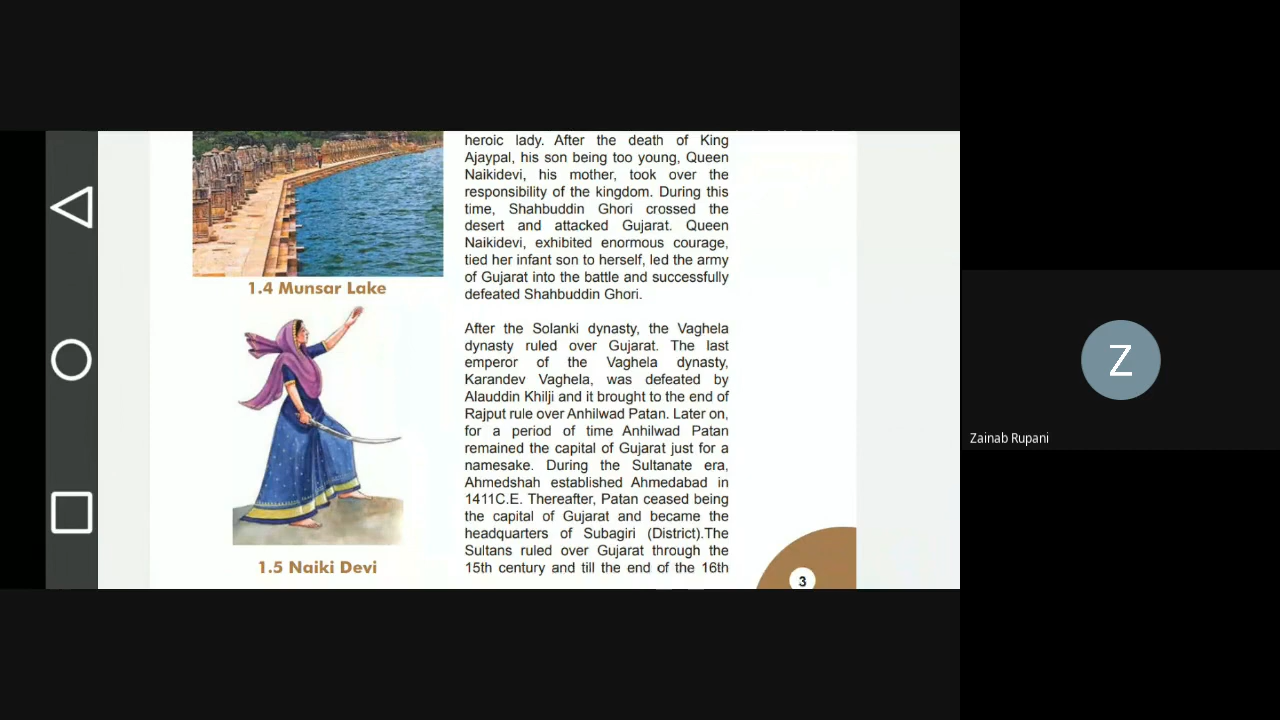 1.4 Munsar Lake
1.5 Naiki Devi
heroic lady. After the death of King
Ajaypal, his son being too young, Queen
Naikidevi, his mother, took over the
responsibility of the kingdom. During this
time, Shahbuddin Ghori crossed the
desert and attacked Gujarat. Queen
Naikidevi, exhibited enormous courage,
tied her infant son to herself, led the army
of Gujarat into the battle and successfully
defeated Shahbuddin Ghori.
After the Solanki dynasty, the Vaghela
dynasty ruled over Gujarat. The last
emperor of the Vaghela dynasty,
Karandev Vaghela, was defeated by
Alauddin Khilji and it brought to the end of
Rajput rule over Anhilwad Patan. Later on,
for a period of time Anhilwad Patan
remained the capital of Gujarat just for a
namesake. During the Sultanate era,
Ahmedshah established Ahmedabad in
1411C.E. Thereafter, Patan ceased being
the capital of Gujarat and became the
headquarters of Subagiri (District).The
Sultans ruled over Gujarat through the
15th century and till the end of the 16th
3
Z
Zainab Rupani